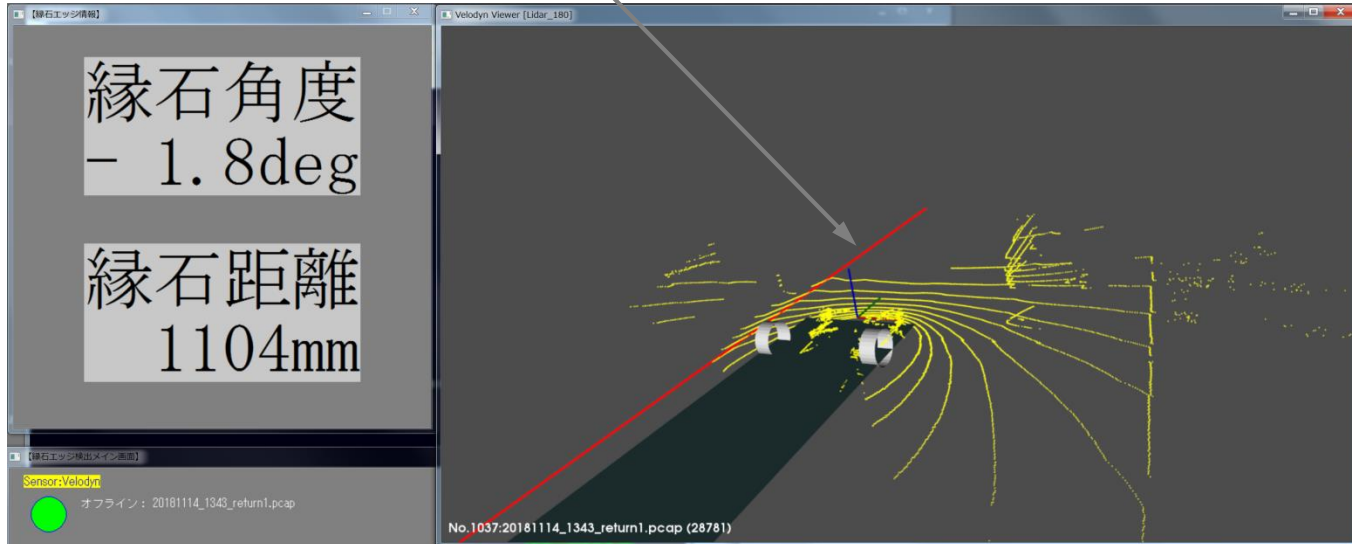 【縁石エッジ情報】
縁石角度
- 1.8deg
縁石距離
1104mm
【縁石エッジ検出メイン画面】
Sensor:Velodyn
オフライン： 20181114_1343_return1.pcap
Velodyn Viewer [Lidar_180]
No.1037:20181114_1343_return1.pcap (28781)